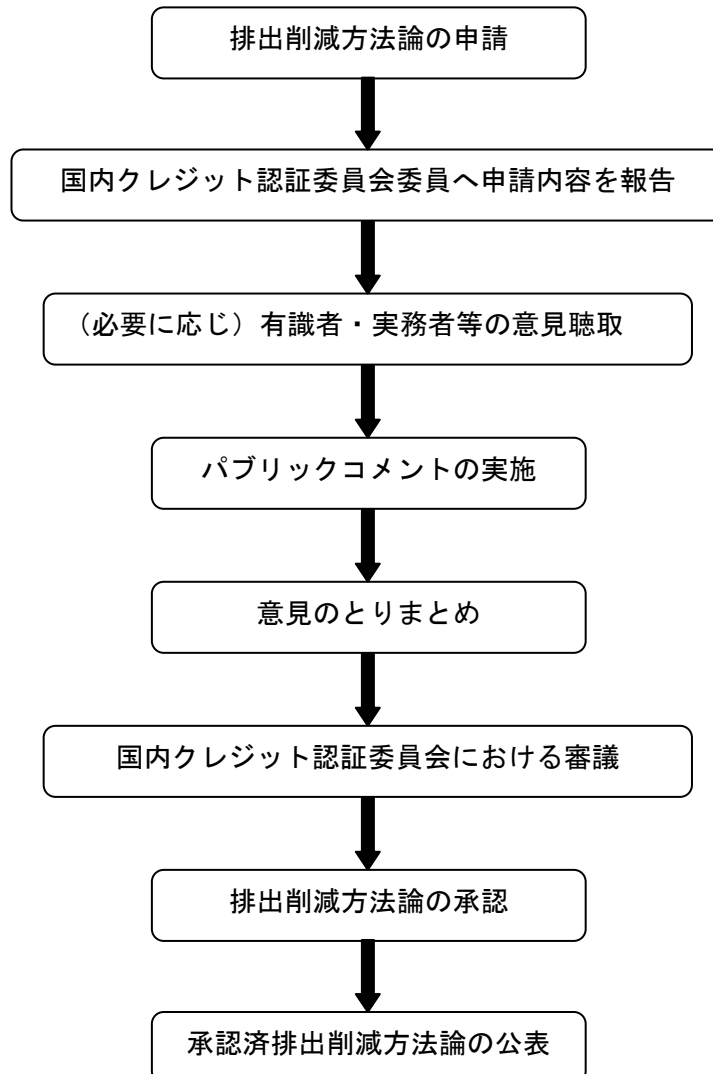 排出削減方法論の申請
国内クレジット認証委員会委員へ申請内容を報告
（必要に応じ）有識者・実務者等の意見聴取
パブリックコメントの実施
意見のとりまとめ
国内クレジット認証委員会における審議
排出削減方法論の承認
承認済排出削減方法論の公表